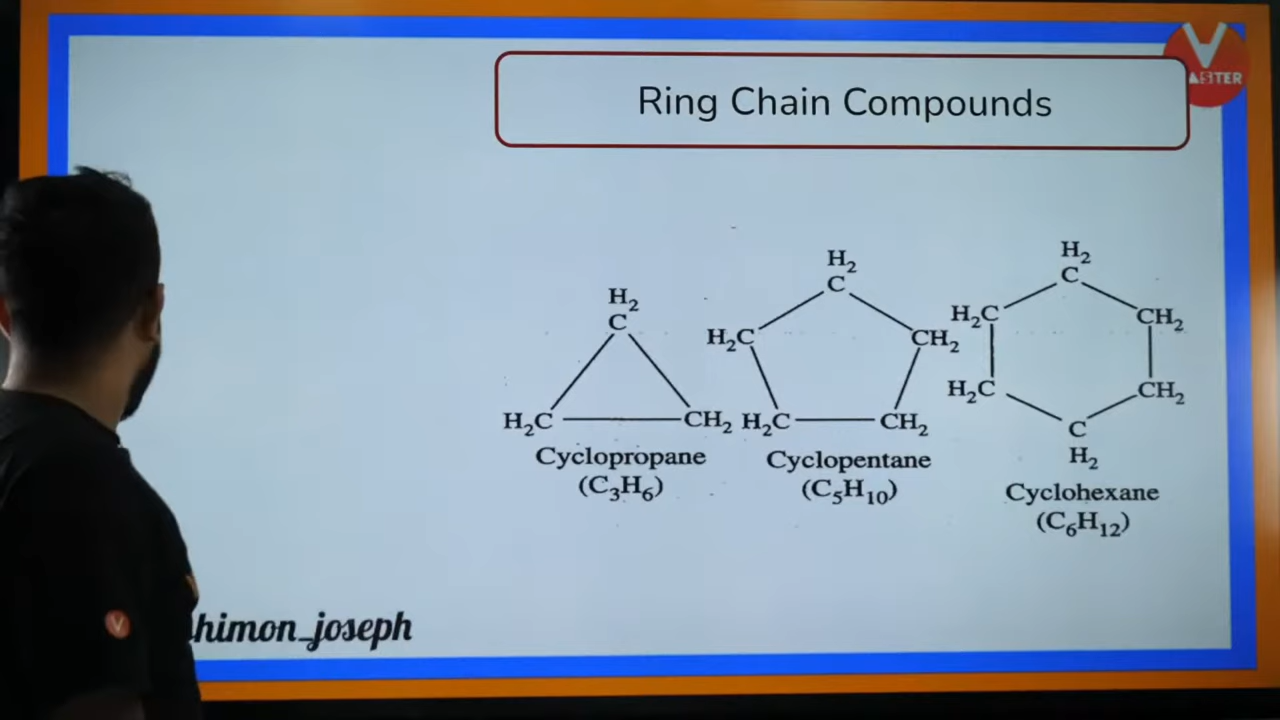 Ring Chain Compounds
V
ASTER
H₂
C
H₂C
CH₂
Cyclopropane
(C₃H₆)
H₂
C
H₂C
CH₂
H₂C
CH₂
Cyclopentane
(C₅H₁₀)
H₂
C
H₂C
CH₂
H₂C
CH₂
C
H₂
Cyclohexane
(C₆H₁₂)
himon_joseph
V